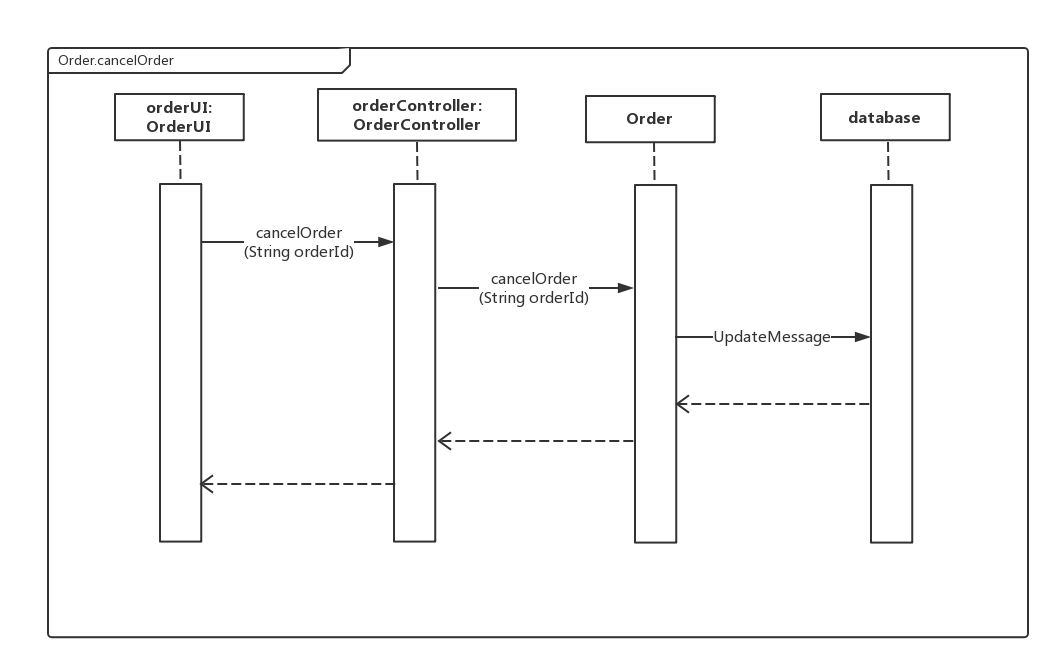 Order.cancelOrder
orderUI:
OrderUI
orderController:
OrderController
Order
database
cancelOrder
(String orderId)
cancelOrder
(String orderId)
UpdateMessage